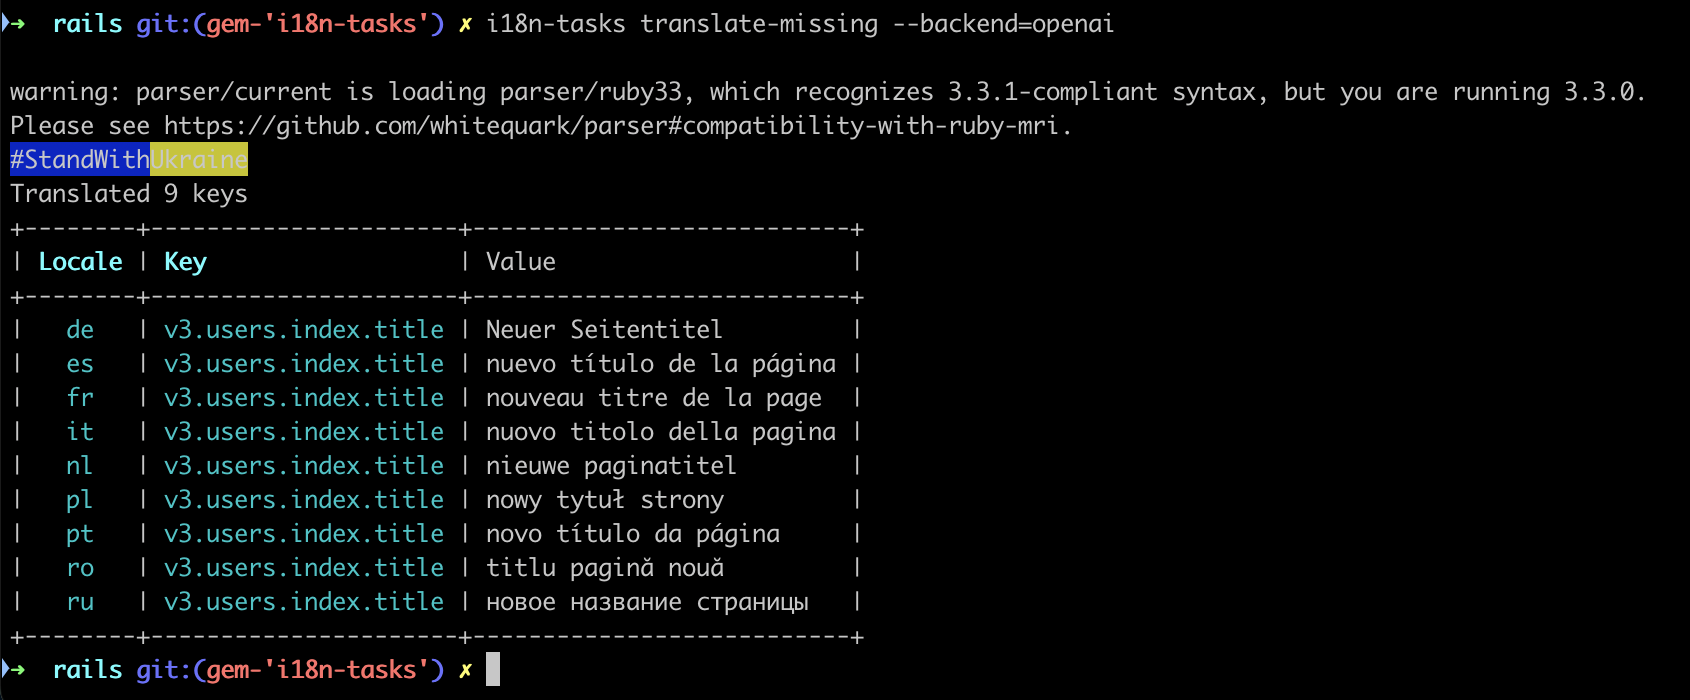 ➜  rails git:(gem-'i18n-tasks') ✗ i18n-tasks translate-missing --backend=openai
warning: parser/current is loading parser/ruby33, which recognizes 3.3.1-compliant syntax, but you are running 3.3.0.
Please see https://github.com/whitequark/parser#compatibility-with-ruby-mri.
#StandWithUkraine
Translated 9 keys
+--------+----------------------+---------------------------+
| Locale | Key                  | Value                     |
+--------+----------------------+---------------------------+
|   de   | v3.users.index.title | Neuer Seitentitel         |
|   es   | v3.users.index.title | nuevo título de la página |
|   fr   | v3.users.index.title | nouveau titre de la page  |
|   it   | v3.users.index.title | nuovo titolo della pagina |
|   nl   | v3.users.index.title | nieuwe paginatitel        |
|   pl   | v3.users.index.title | nowy tytuł strony         |
|   pt   | v3.users.index.title | novo título da página     |
|   ro   | v3.users.index.title | titlu pagină nouă         |
|   ru   | v3.users.index.title | новое название страницы   |
+--------+----------------------+---------------------------+
➜  rails git:(gem-'i18n-tasks') ✗